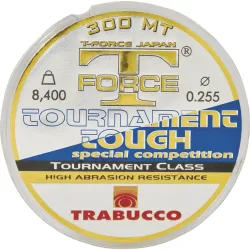 300 MT
T-FORCE JAPAN
T ®
FORCE
8,400 Ø 0.255
TOURNAMENT
TOUGH
special competition
TOURNAMENT CLASS
HIGH ABRASION RESISTANCE
TRABUCCO